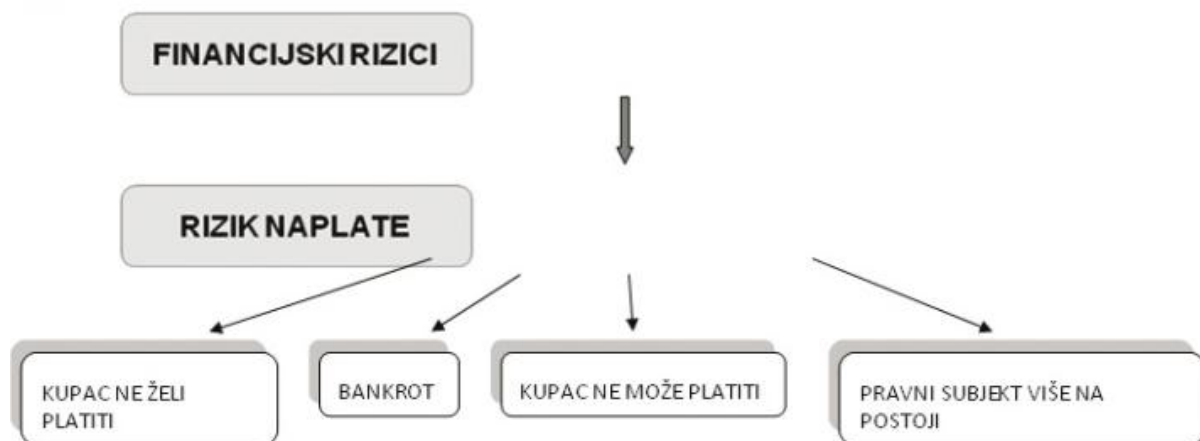 FINANCIJSKI RIZICI
RIZIK NAPLATE
KUPAC NE ŽELI
PLATITI
BANKROT
KUPAC NE MOŽE PLATITI
PRAVNI SUBJEKT VIŠE NA
POSTOJI